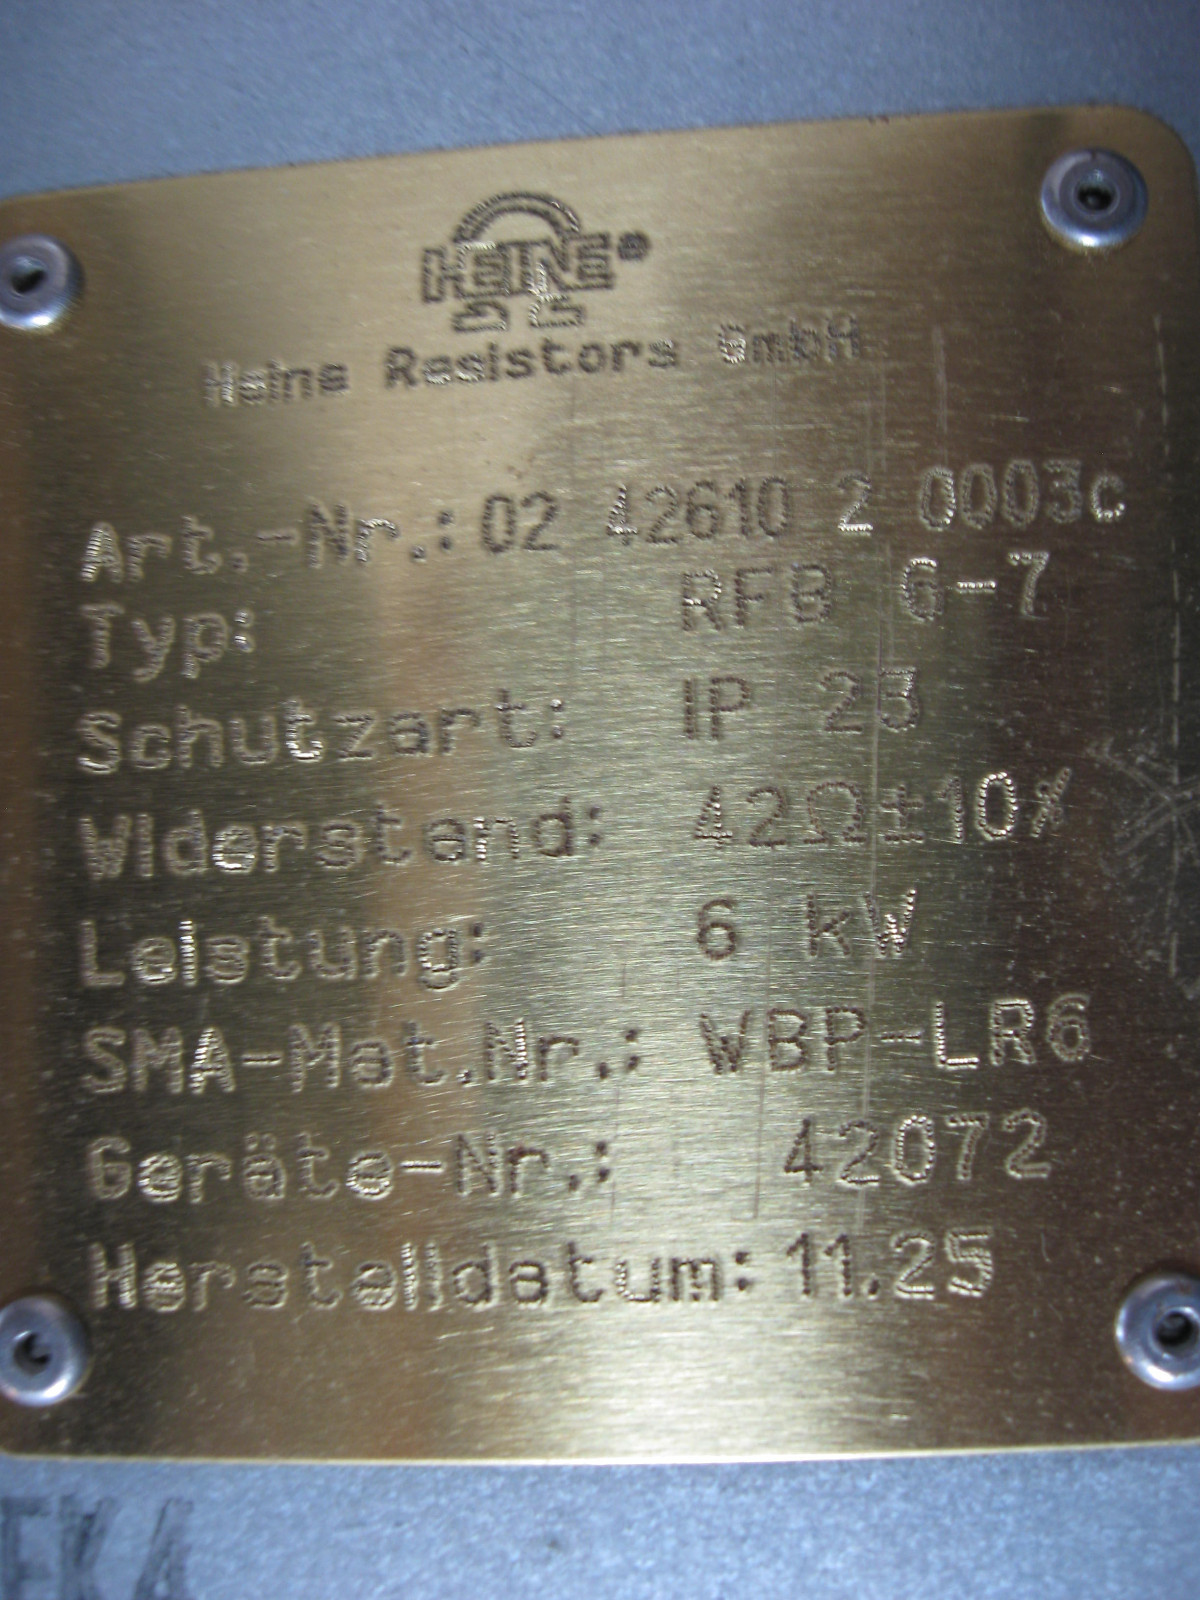 HEINE®
Heine Resistors GmbH
Art.-Nr.: 02 42610 2 0003c
Typ: RFB 6-7
Schutzart: IP 23
Widerstand: 42Ω±10%
Leistung: 6 kW
SMA-Mat.Nr.: WBP-LR6
Geräte-Nr.: 42072
Herstelldatum: 11.25